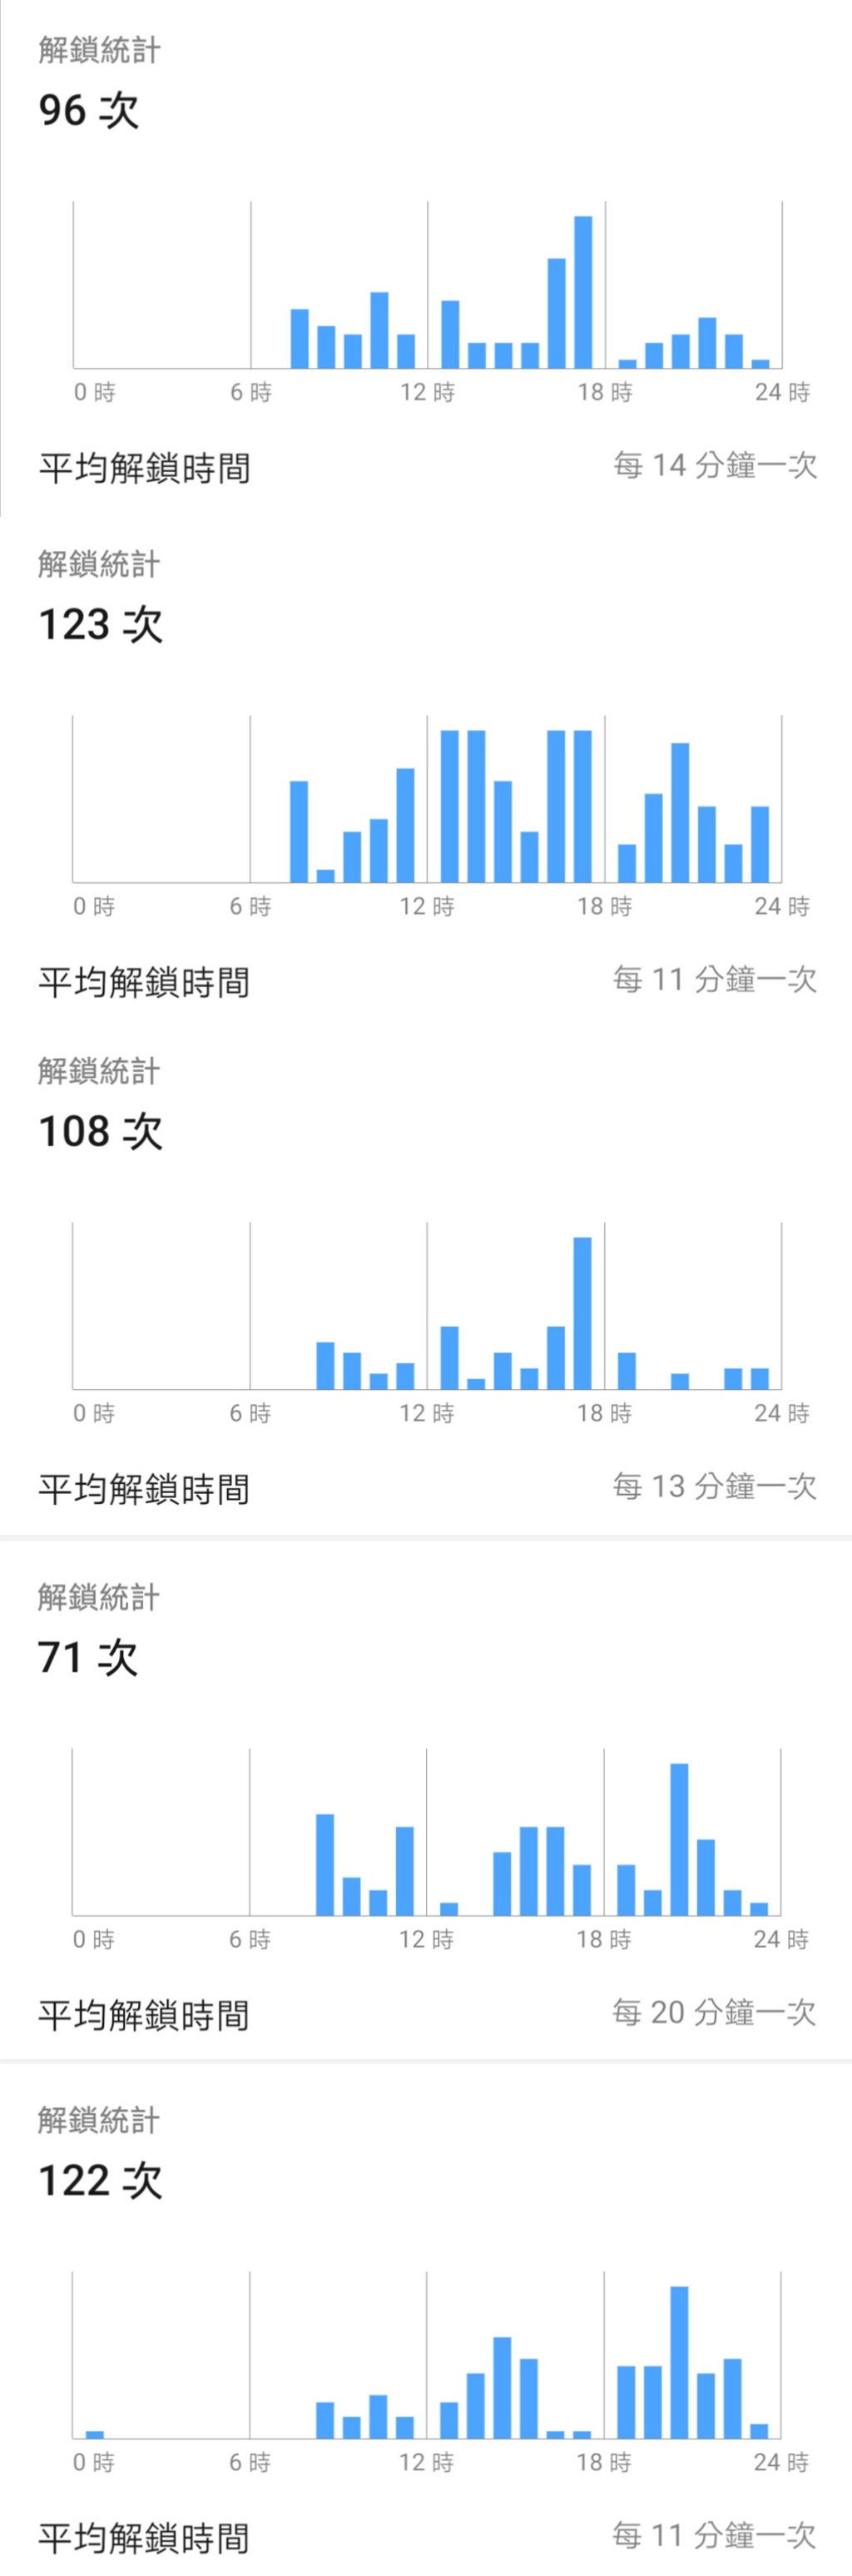 解鎖統計
96 次
0 時 6 時 12 時 18 時 24 時
平均解鎖時間 每 14 分鐘一次
解鎖統計
123 次
0 時 6 時 12 時 18 時 24 時
平均解鎖時間 每 11 分鐘一次
解鎖統計
108 次
0 時 6 時 12 時 18 時 24 時
平均解鎖時間 每 13 分鐘一次
解鎖統計
71 次
0 時 6 時 12 時 18 時 24 時
平均解鎖時間 每 20 分鐘一次
解鎖統計
122 次
0 時 6 時 12 時 18 時 24 時
平均解鎖時間 每 11 分鐘一次